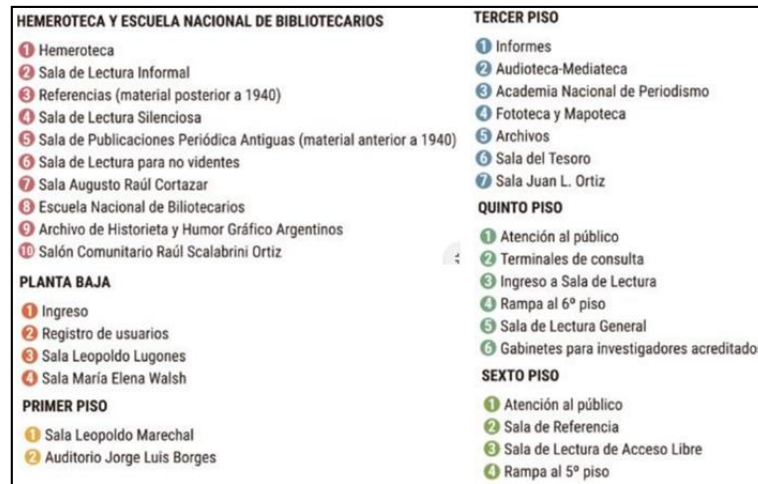 HEMEROTECA Y ESCUELA NACIONAL DE BIBLIOTECARIOS
1 Hemeroteca
2 Sala de Lectura Informal
3 Referencias (material posterior a 1940)
4 Sala de Lectura Silenciosa
5 Sala de Publicaciones Periódica Antiguas (material anterior a 1940)
6 Sala de Lectura para no videntes
7 Sala Augusto Raúl Cortazar
8 Escuela Nacional de Biliotecarios
9 Archivo de Historieta y Humor Gráfico Argentinos
10 Salón Comunitario Raúl Scalabrini Ortiz
PLANTA BAJA
1 Ingreso
2 Registro de usuarios
3 Sala Leopoldo Lugones
4 Sala María Elena Walsh
PRIMER PISO
1 Sala Leopoldo Marechal
2 Auditorio Jorge Luis Borges
TERCER PISO
1 Informes
2 Audioteca-Mediateca
3 Academia Nacional de Periodismo
4 Fototeca y Mapoteca
5 Archivos
6 Sala del Tesoro
7 Sala Juan L. Ortiz
QUINTO PISO
1 Atención al público
2 Terminales de consulta
3 Ingreso a Sala de Lectura
4 Rampa al 6º piso
5 Sala de Lectura General
6 Gabinetes para investigadores acreditado
SEXTO PISO
1 Atención al público
2 Sala de Referencia
3 Sala de Lectura de Acceso Libre
4 Rampa al 5º piso